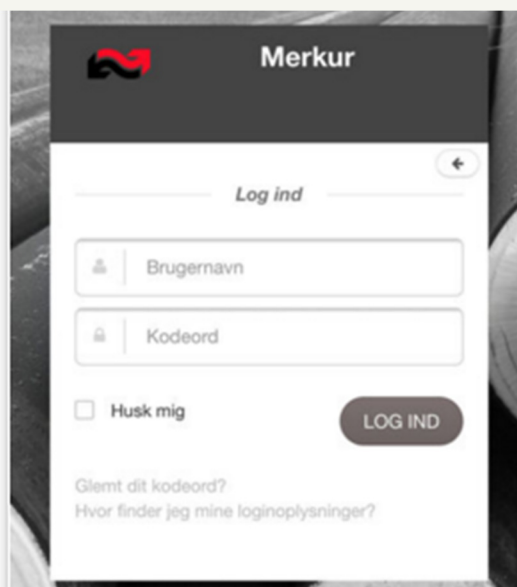 Merkur
Log ind
Brugernavn
Kodeord
Husk mig
LOG IND
Glemt dit kodeord?
Hvor finder jeg mine loginoplysninger?